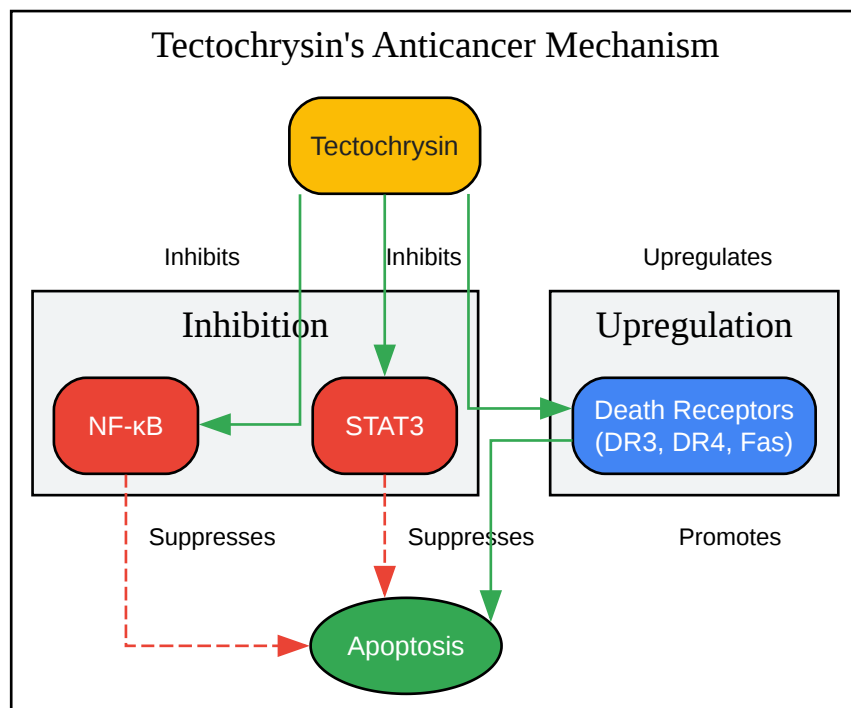 Tectochrysin's Anticancer Mechanism
Tectochrysin
Inhibits
Inhibits
Upregulates
Inhibition
Upregulation
NF-κB
STAT3
Death Receptors
(DR3, DR4, Fas)
Suppresses
Suppresses
Promotes
Apoptosis